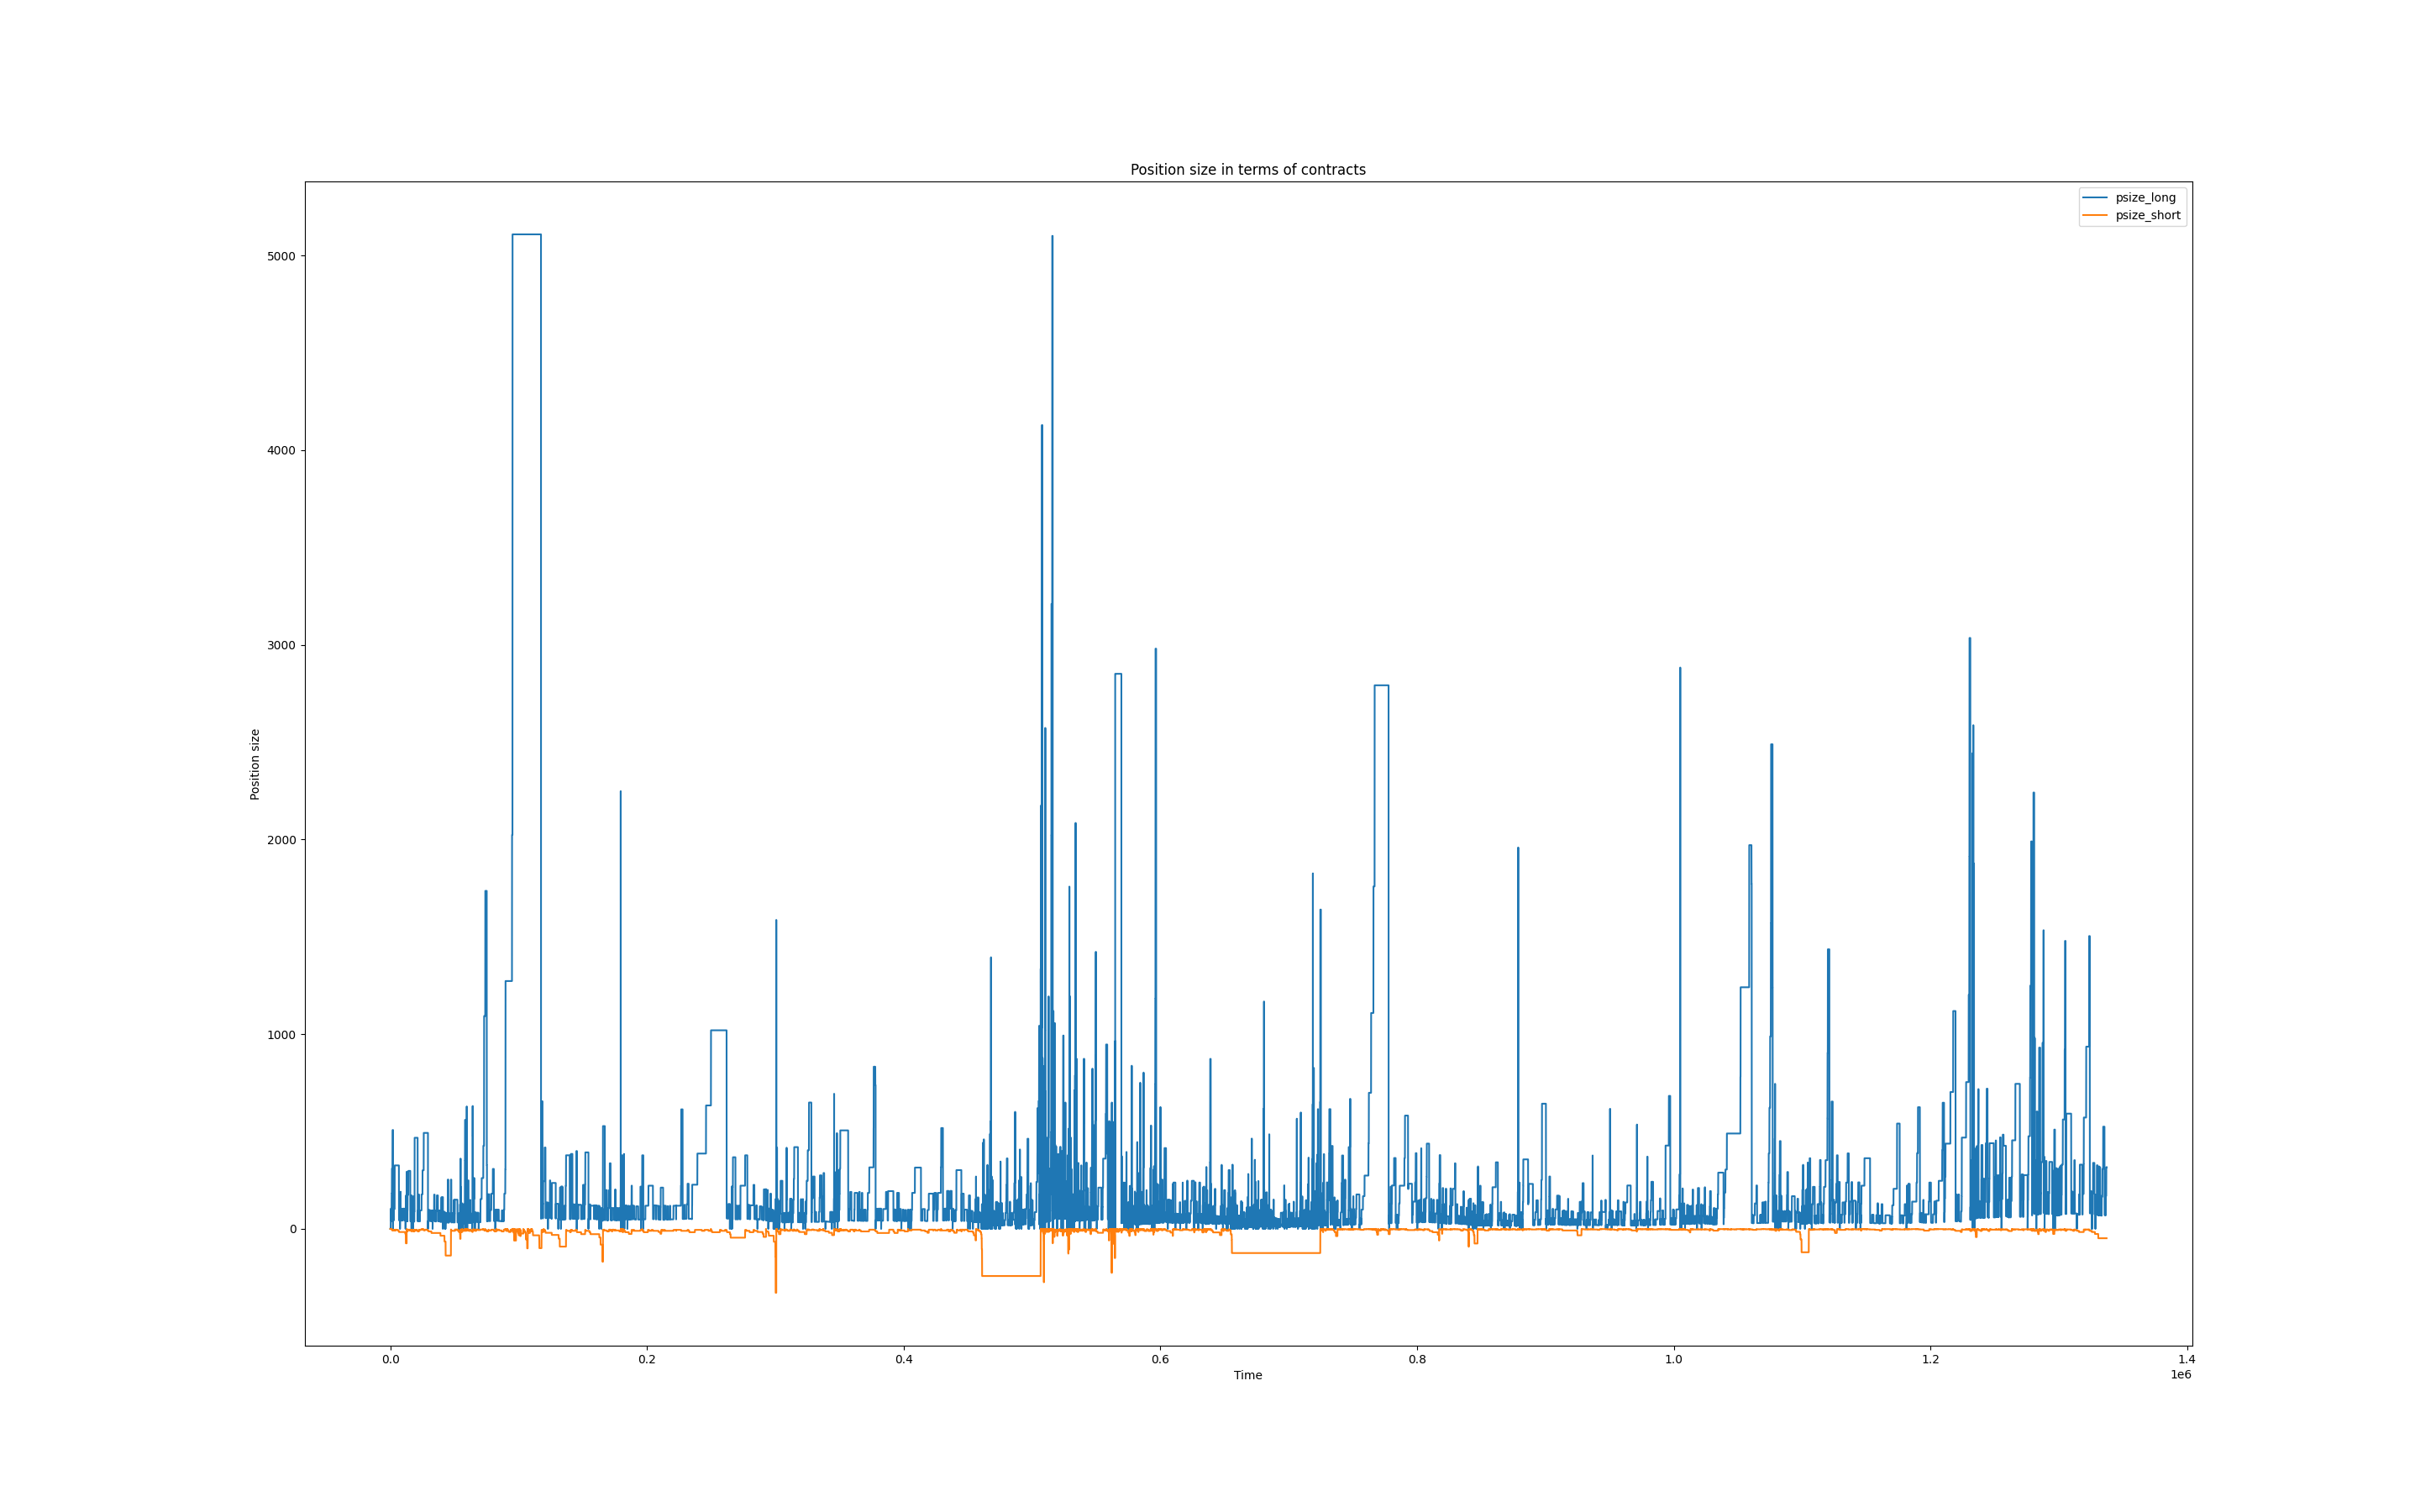 Position size in terms of contracts
psize_long
psize_short
5000
4000
3000
2000
1000
0
Position size
0.0 0.2 0.4 0.6 0.8 1.0 1.2 1.4
Time
1e6